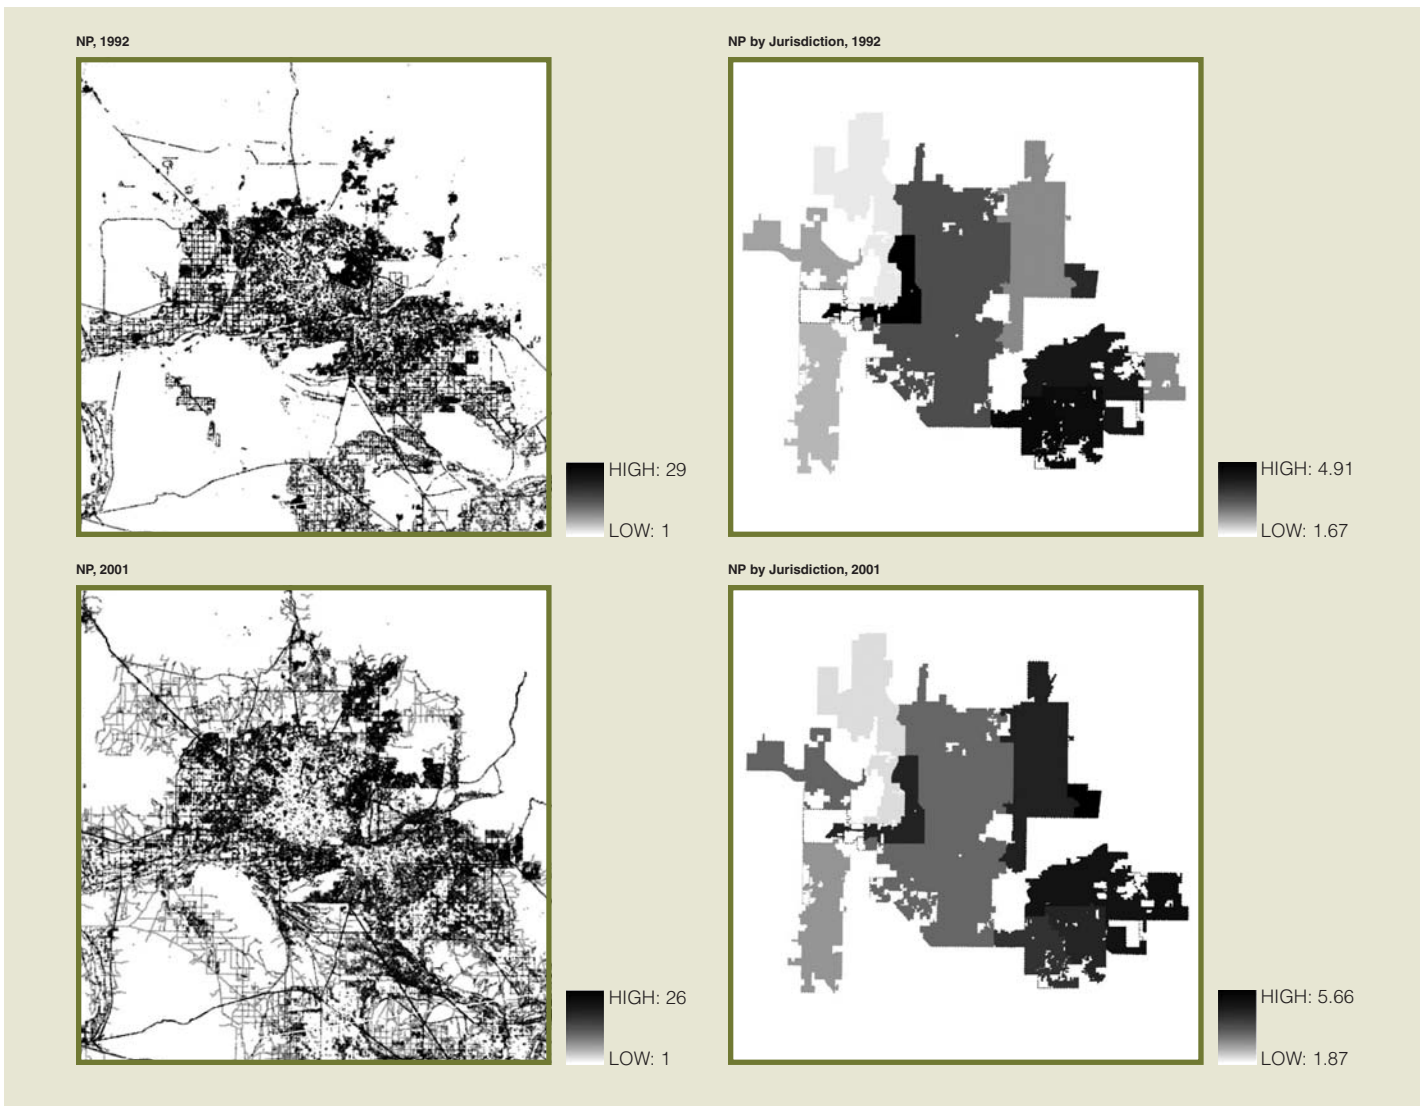 NP, 1992
NP by Jurisdiction, 1992
HIGH: 29
LOW: 1
HIGH: 4.91
LOW: 1.67
NP, 2001
NP by Jurisdiction, 2001
HIGH: 26
LOW: 1
HIGH: 5.66
LOW: 1.87